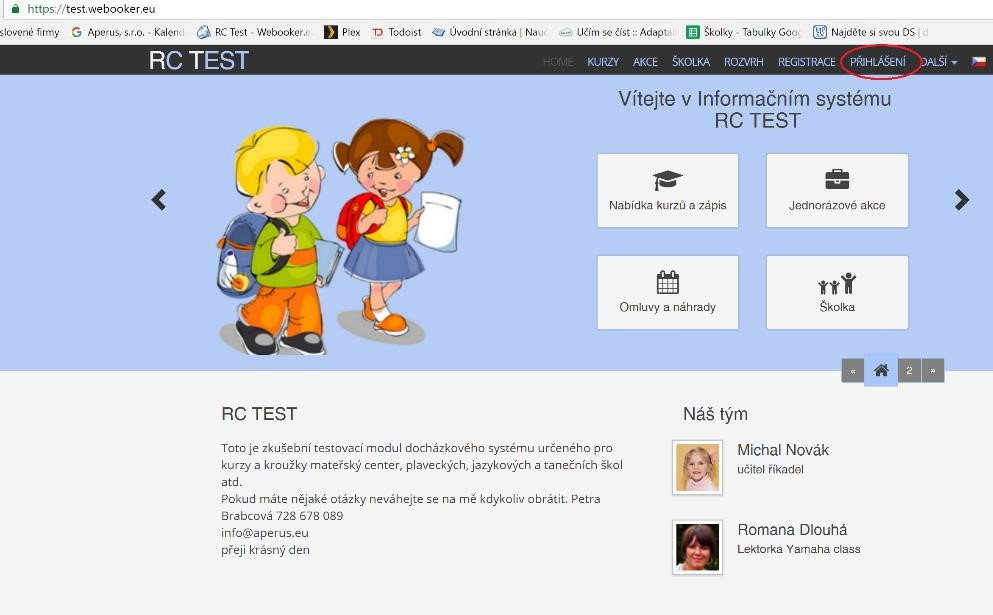 https://test.webooker.eu
slovené firmy
Aperus, s.r.o. - Kalend
RC Test - Webooker.eu
Plex
Todoist
Úvodní stránka | Nauč
Učím se číst :: Adaptal
Školky - Tabulky Goog
Najděte si svou DS | d
RC TEST
HOME KURZY AKCE ŠKOLKA ROZVRH REGISTRACE PŘIHLÁŠENÍ DALŠÍ
Vítejte v Informačním systému
RC TEST
Nabídka kurzů a zápis
Jednorázové akce
Omluvy a náhrady
Školka
« 2 »
RC TEST
Toto je zkušební testovací modul docházkového systému určeného pro
kurzy a kroužky mateřský center, plaveckých, jazykových a tanečních škol
atd.
Pokud máte nějaké otázky neváhejte se na mě kdykoliv obrátit. Petra
Brabcová 728 678 089
info@aperus.eu
přeji krásný den
Náš tým
Michal Novák
učitel říkadel
Romana Dlouhá
Lektorka Yamaha class